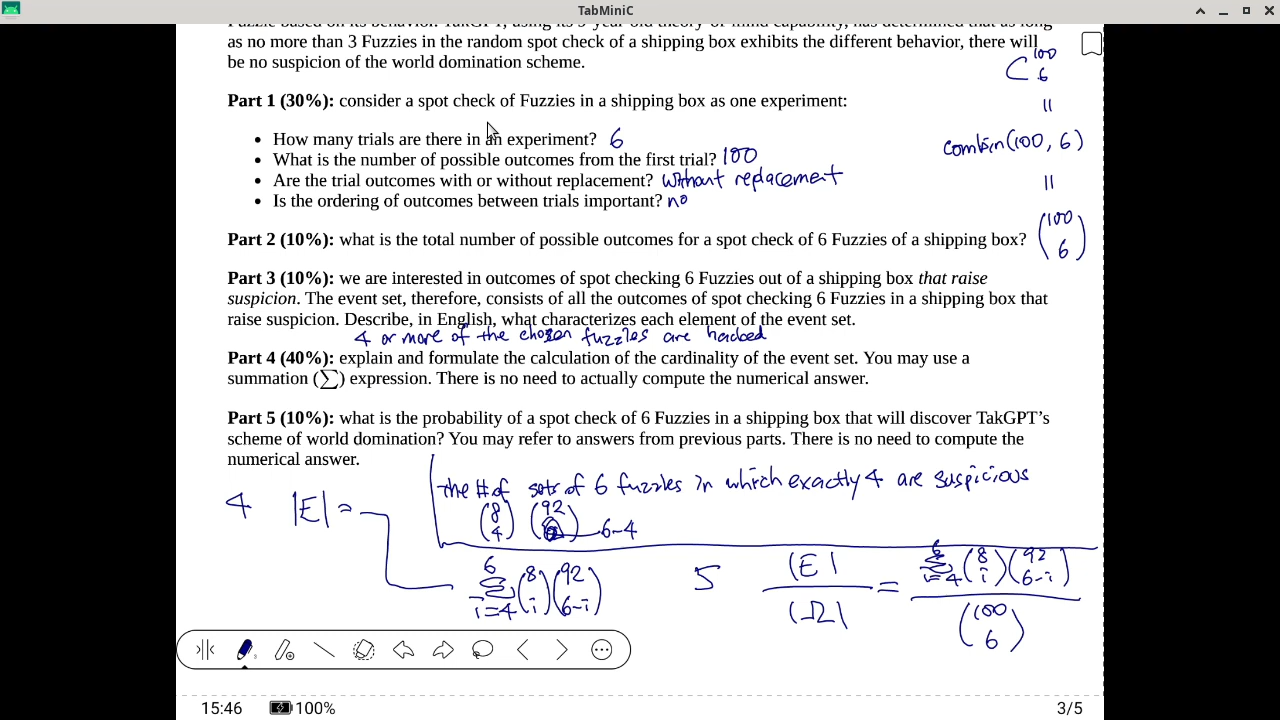 TabMiniC
Fuzzie based on its behavior. TakGPT, using its 9-year-old theory of mind capability, has determined that as long
as no more than 3 Fuzzies in the random spot check of a shipping box exhibits the different behavior, there will
be no suspicion of the world domination scheme.
C 100 6
Part 1 (30%): consider a spot check of Fuzzies in a shipping box as one experiment:
=
• How many trials are there in an experiment? 6
combin(100, 6)
• What is the number of possible outcomes from the first trial? 100
• Are the trial outcomes with or without replacement? without replacement
=
• Is the ordering of outcomes between trials important? no
Part 2 (10%): what is the total number of possible outcomes for a spot check of 6 Fuzzies of a shipping box? (100 6)
Part 3 (10%): we are interested in outcomes of spot checking 6 Fuzzies out of a shipping box that raise
suspicion. The event set, therefore, consists of all the outcomes of spot checking 6 Fuzzies in a shipping box that
raise suspicion. Describe, in English, what characterizes each element of the event set.
4 or more of the chosen fuzzles are hacked
Part 4 (40%): explain and formulate the calculation of the cardinality of the event set. You may use a
summation (∑) expression. There is no need to actually compute the numerical answer.
Part 5 (10%): what is the probability of a spot check of 6 Fuzzies in a shipping box that will discover TakGPT's
scheme of world domination? You may refer to answers from previous parts. There is no need to compute the
numerical answer.
the # of sets of 6 fuzzles in which exactly 4 are suspicious
4 |E| =
(8 4) (92 6-4)
6 ∑ i=4 (8 i)(92 6-i)
5 |E| / |Ω| = 6 ∑ i=4 (8 i)(92 6-i) / (100 6)
15:46 100% 3/5